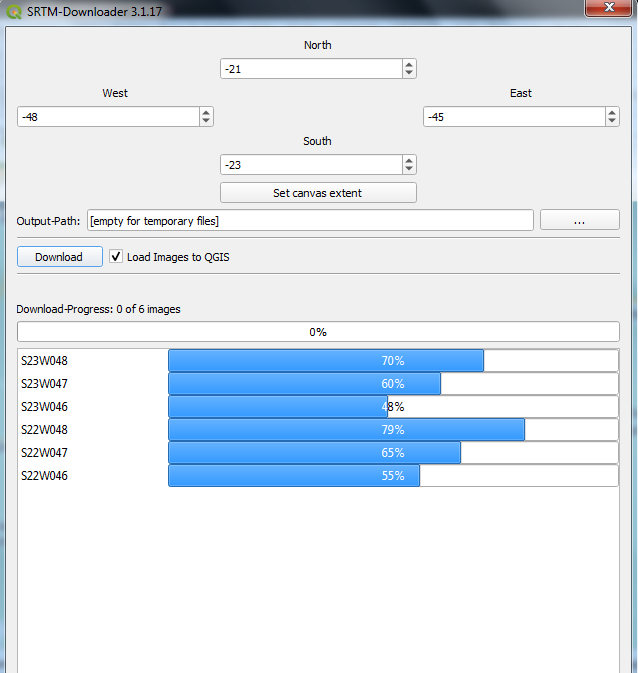 SRTM-Downloader 3.1.17
North
-21
West
East
-48
-45
South
-23
Set canvas extent
Output-Path: [empty for temporary files] ...
Download Load Images to QGIS
Download-Progress: 0 of 6 images
0%
S23W048 70%
S23W047 60%
S23W046 48%
S22W048 79%
S22W047 65%
S22W046 55%